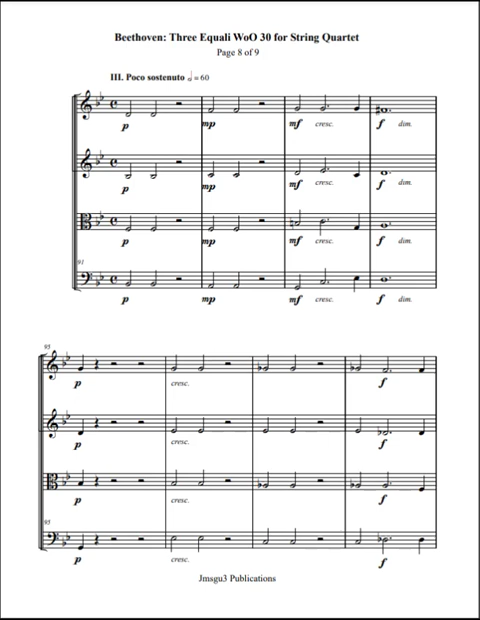 Beethoven: Three Equali WoO 30 for String Quartet
Page 8 of 9
III. Poco sostenuto = 60
p mp mf cresc. f dim.
p mp mf cresc. f dim.
p mp mf cresc. f dim.
91
p mp mf cresc. f dim.
95
p cresc. f
p cresc. f
p cresc. f
95
p cresc. f
Jmsgu3 Publications